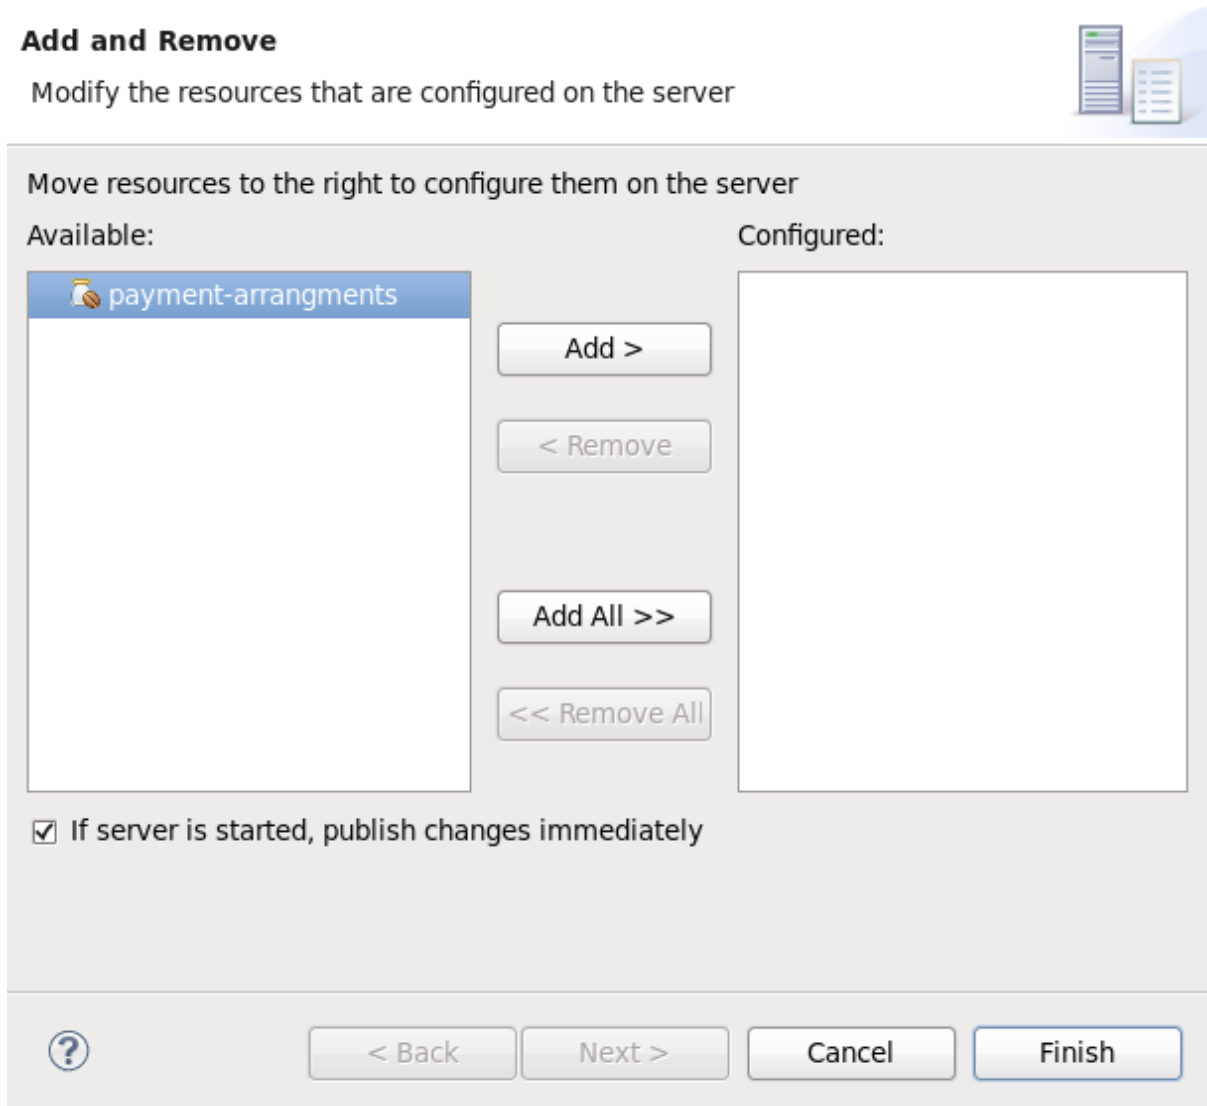 Add and Remove
Modify the resources that are configured on the server
Move resources to the right to configure them on the server
Available:
Configured:
payment-arrangments
Add >
< Remove
Add All >>
<< Remove All
If server is started, publish changes immediately
?
< Back
Next >
Cancel
Finish